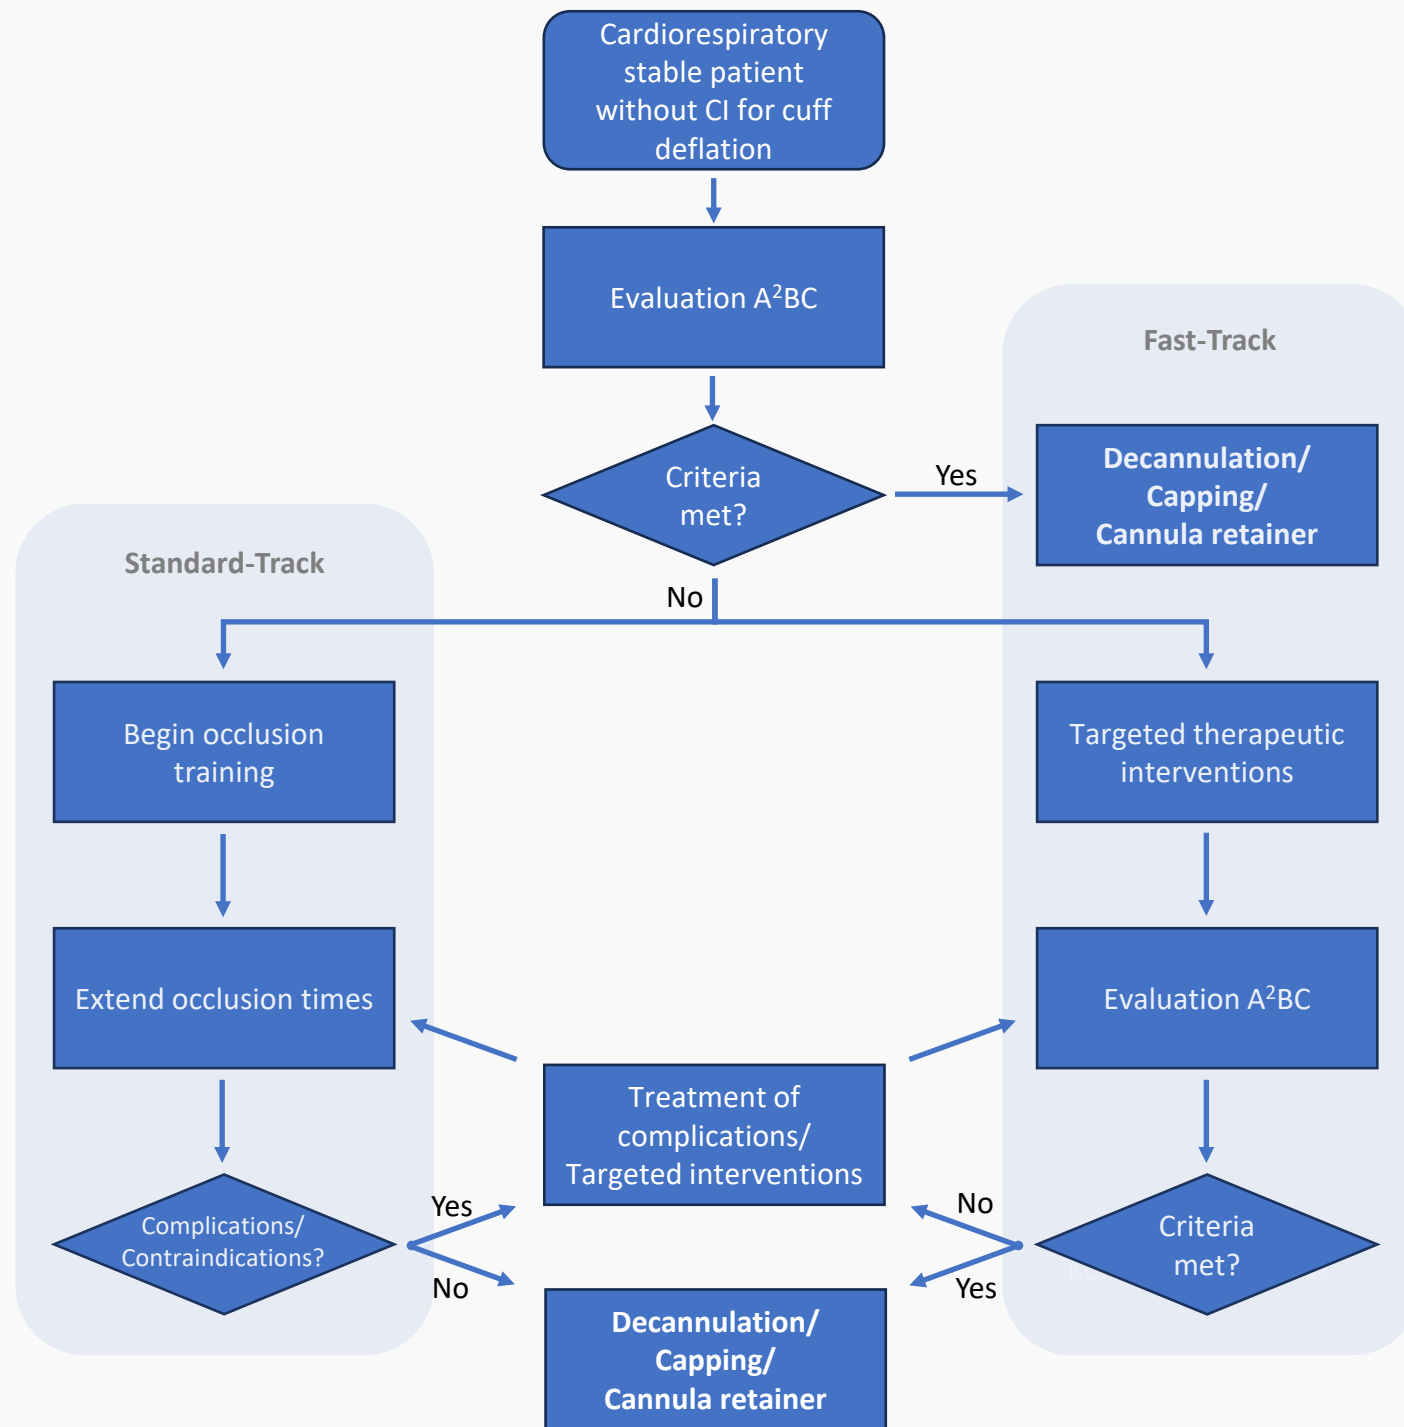 Cardiorespiratory
stable patient
without CI for cuff
deflation
Evaluation A²BC
Fast-Track
Criteria
met?
Yes
Decannulation/
Capping/
Cannula retainer
Standard-Track
No
Begin occlusion
training
Targeted therapeutic
interventions
Extend occlusion times
Evaluation A²BC
Treatment of
complications/
Targeted interventions
Complications/
Contraindications?
Yes
No
No
Yes
Criteria
met?
Decannulation/
Capping/
Cannula retainer